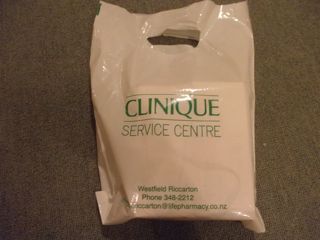 CLINIQUE
SERVICE CENTRE
Westfield Riccarton
Phone 348-2212
riccarton@lifepharmacy.co.nz